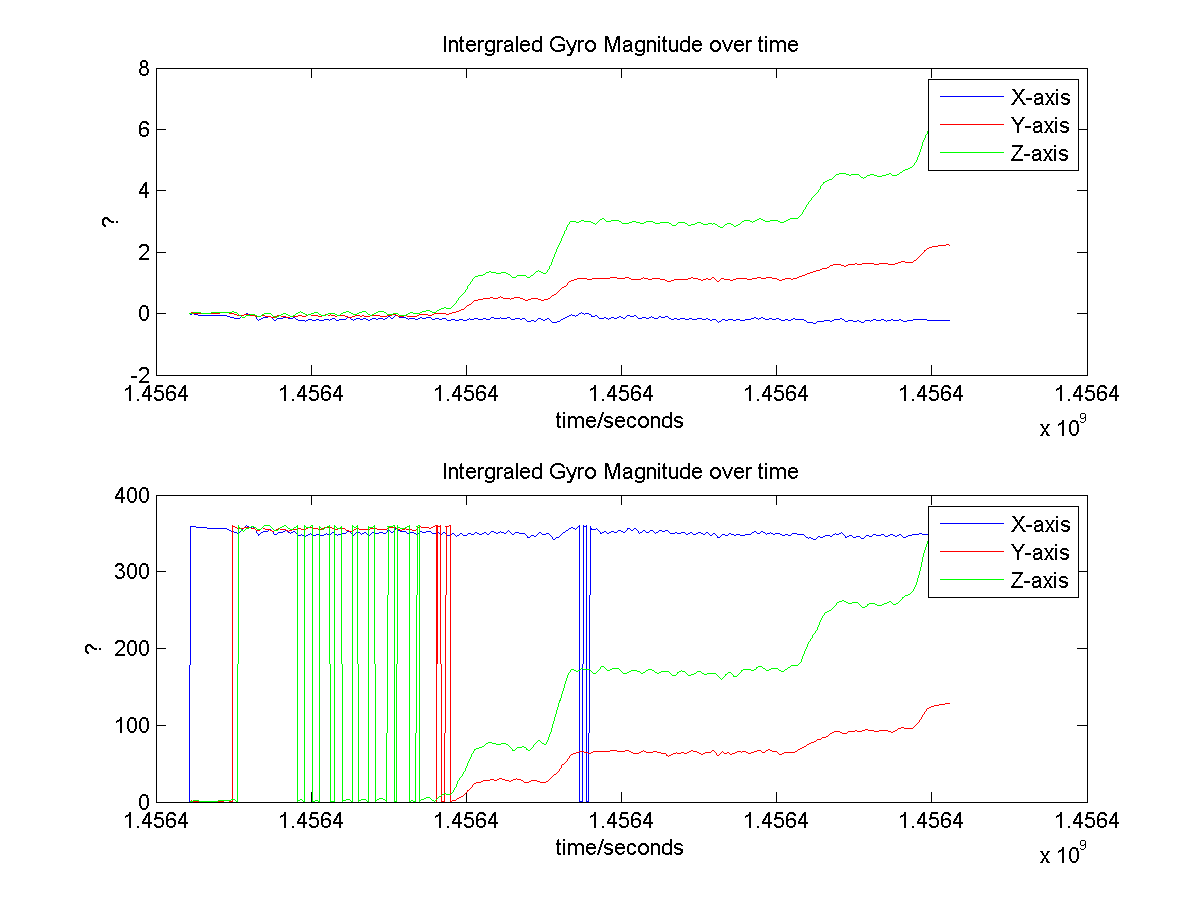 Intergraled Gyro Magnitude over time
8
6
4
2
0
-2
?
X-axis
Y-axis
Z-axis
1.4564 1.4564 1.4564 1.4564 1.4564 1.4564 1.4564
time/seconds
x 10^9
Intergraled Gyro Magnitude over time
400
300
200
100
0
?
X-axis
Y-axis
Z-axis
1.4564 1.4564 1.4564 1.4564 1.4564 1.4564 1.4564
time/seconds
x 10^9